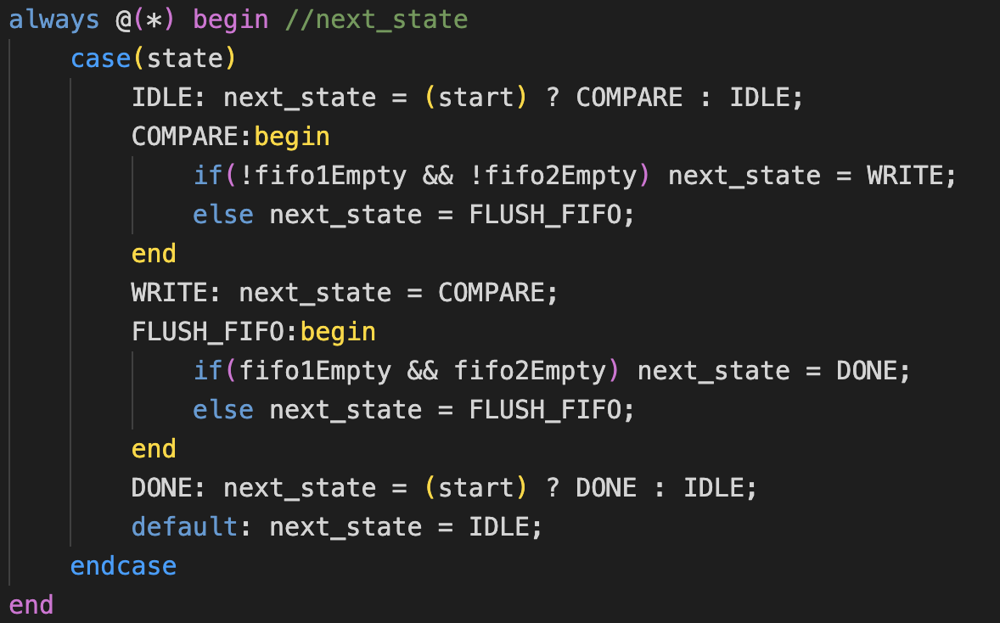 always @(*) begin //next_state
    case(state)
        IDLE: next_state = (start) ? COMPARE : IDLE;
        COMPARE:begin
            if(!fifo1Empty && !fifo2Empty) next_state = WRITE;
            else next_state = FLUSH_FIFO;
        end
        WRITE: next_state = COMPARE;
        FLUSH_FIFO:begin
            if(fifo1Empty && fifo2Empty) next_state = DONE;
            else next_state = FLUSH_FIFO;
        end
        DONE: next_state = (start) ? DONE : IDLE;
        default: next_state = IDLE;
    endcase
end